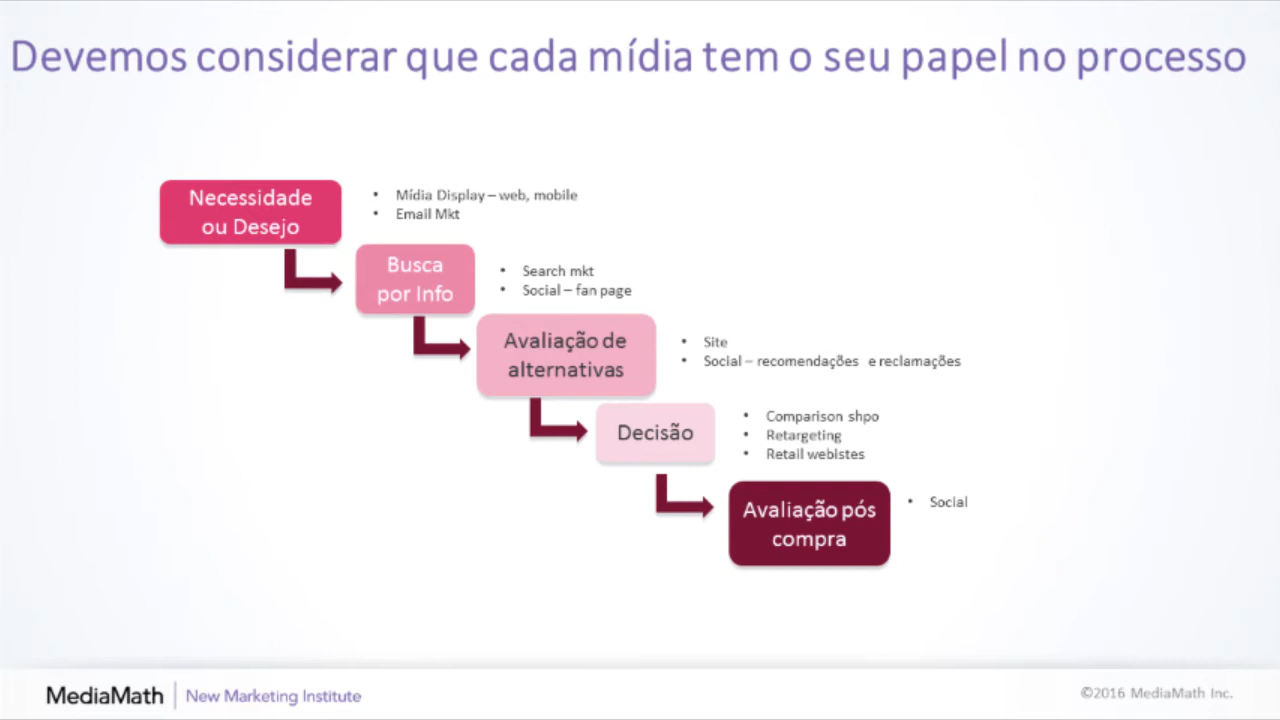 Devemos considerar que cada mídia tem o seu papel no processo
Necessidade
ou Desejo
• Mídia Display – web, mobile
• Email Mkt
Busca
por Info
• Search mkt
• Social – fan page
Avaliação de
alternativas
• Site
• Social – recomendações e reclamações
Decisão
• Comparison shpo
• Retargeting
• Retail webistes
Avaliação pós
compra
• Social
MediaMath | New Marketing Institute
©2016 MediaMath Inc.